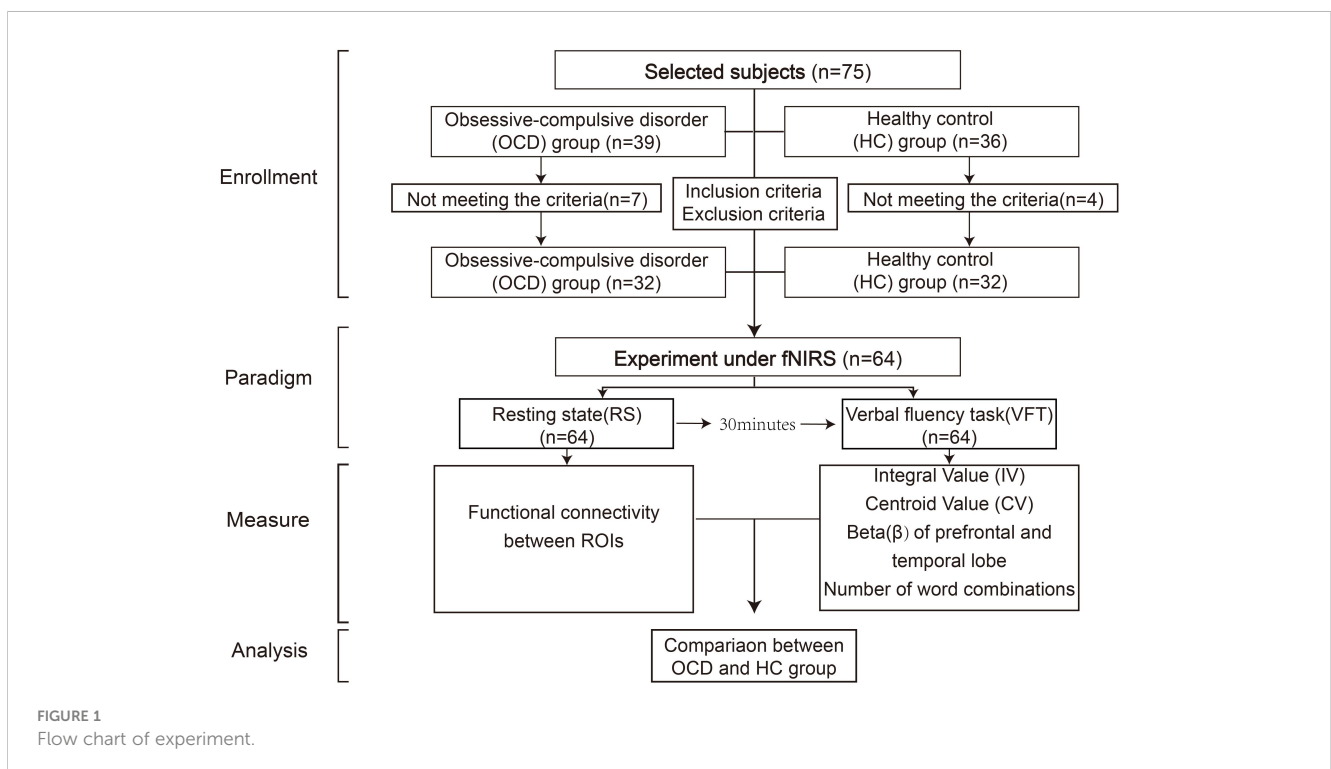 Selected subjects (n=75)
Obsessive-compulsive disorder
(OCD) group (n=39)
Healthy control
(HC) group (n=36)
Enrollment
Not meeting the criteria(n=7)
Inclusion criteria
Exclusion criteria
Not meeting the criteria(n=4)
Obsessive-compulsive disorder
(OCD) group (n=32)
Healthy control
(HC) group (n=32)
Experiment under fNIRS (n=64)
Paradigm
Resting state(RS)
(n=64)
30minutes
Verbal fluency task(VFT)
(n=64)
Measure
Functional connectivity
between ROIs
Integral Value (IV)
Centroid Value (CV)
Beta(β) of prefrontal and
temporal lobe
Number of word combinations
Analysis
Compariaon between
OCD and HC group
FIGURE 1
Flow chart of experiment.